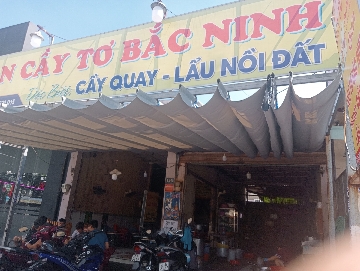 N CẦY TƠ BẮC NINH
CẦY QUAY - LẨU NỒI ĐẤT